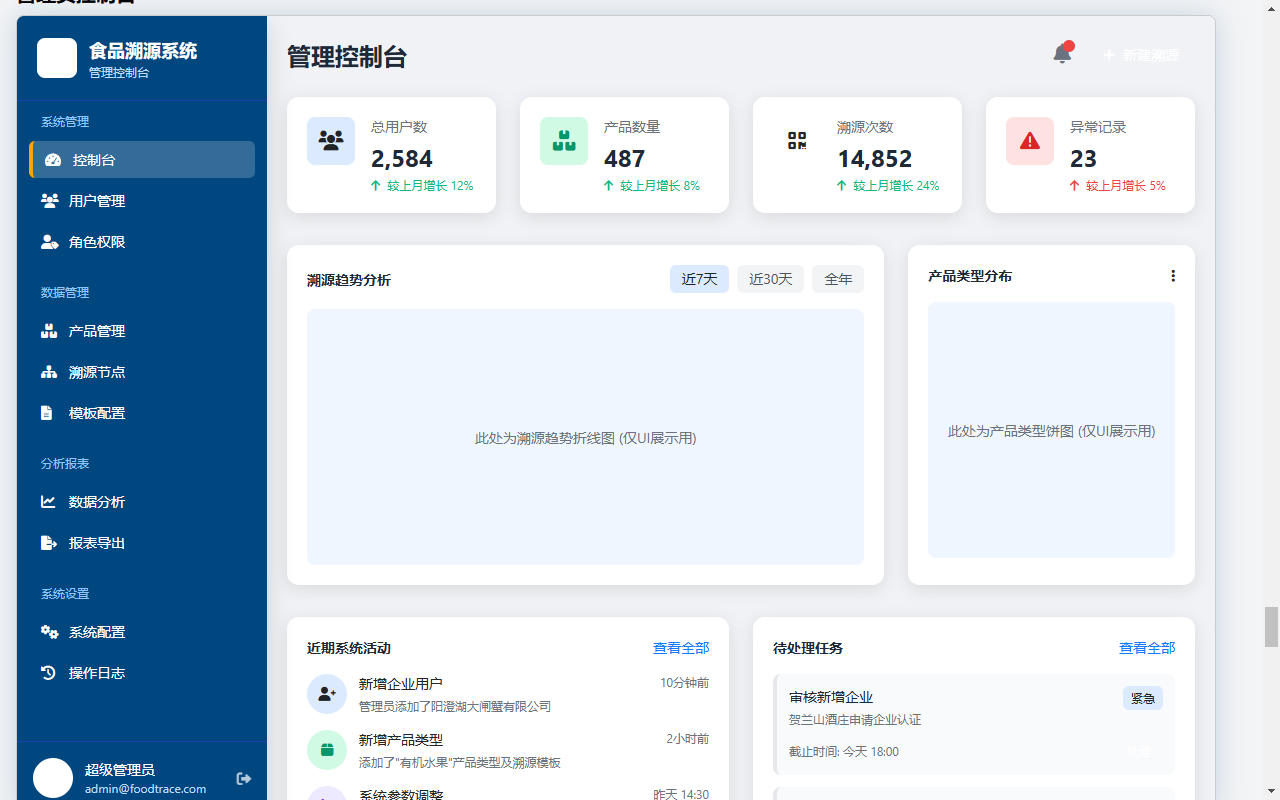 食品溯源系统
管理控制台
系统管理
控制台
用户管理
角色权限
数据管理
产品管理
溯源节点
模板配置
分析报表
数据分析
报表导出
系统设置
系统配置
操作日志
超级管理员
admin@foodtrace.com
管理控制台
新建溯源
总用户数
2,584
较上月增长 12%
产品数量
487
较上月增长 8%
溯源次数
14,852
较上月增长 24%
异常记录
23
较上月增长 5%
溯源趋势分析
近7天
近30天
全年
此处为溯源趋势折线图 (仅UI展示用)
产品类型分布
此处为产品类型饼图 (仅UI展示用)
近期系统活动
查看全部
新增企业用户
10分钟前
管理员添加了阳澄湖大闸蟹有限公司
新增产品类型
2小时前
添加了"有机水果"产品类型及溯源模板
系统参数调整
昨天 14:30
待处理任务
查看全部
审核新增企业
紧急
贺兰山酒庄申请企业认证
截止时间: 今天 18:00